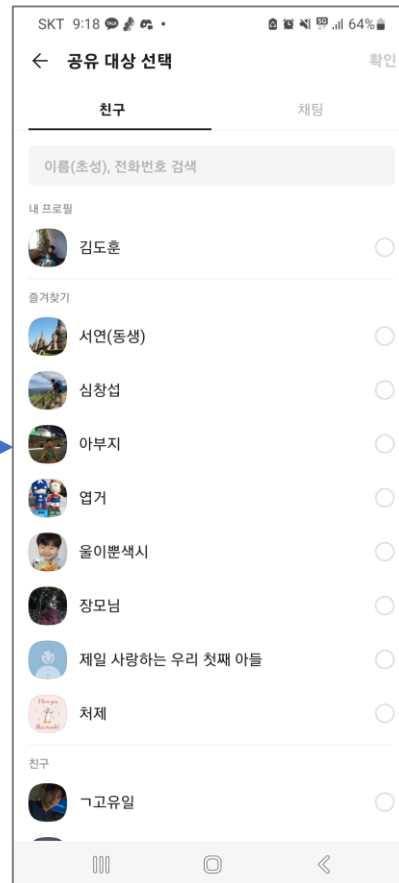 SKT 9:18
64%
공유 대상 선택
확인
친구
채팅
이름(초성), 전화번호 검색
내 프로필
김도훈
즐겨찾기
서연(동생)
심창섭
아부지
엽거
울이뿐색시
장모님
제일 사랑하는 우리 첫째 아들
처제
친구
ㄱ고유일